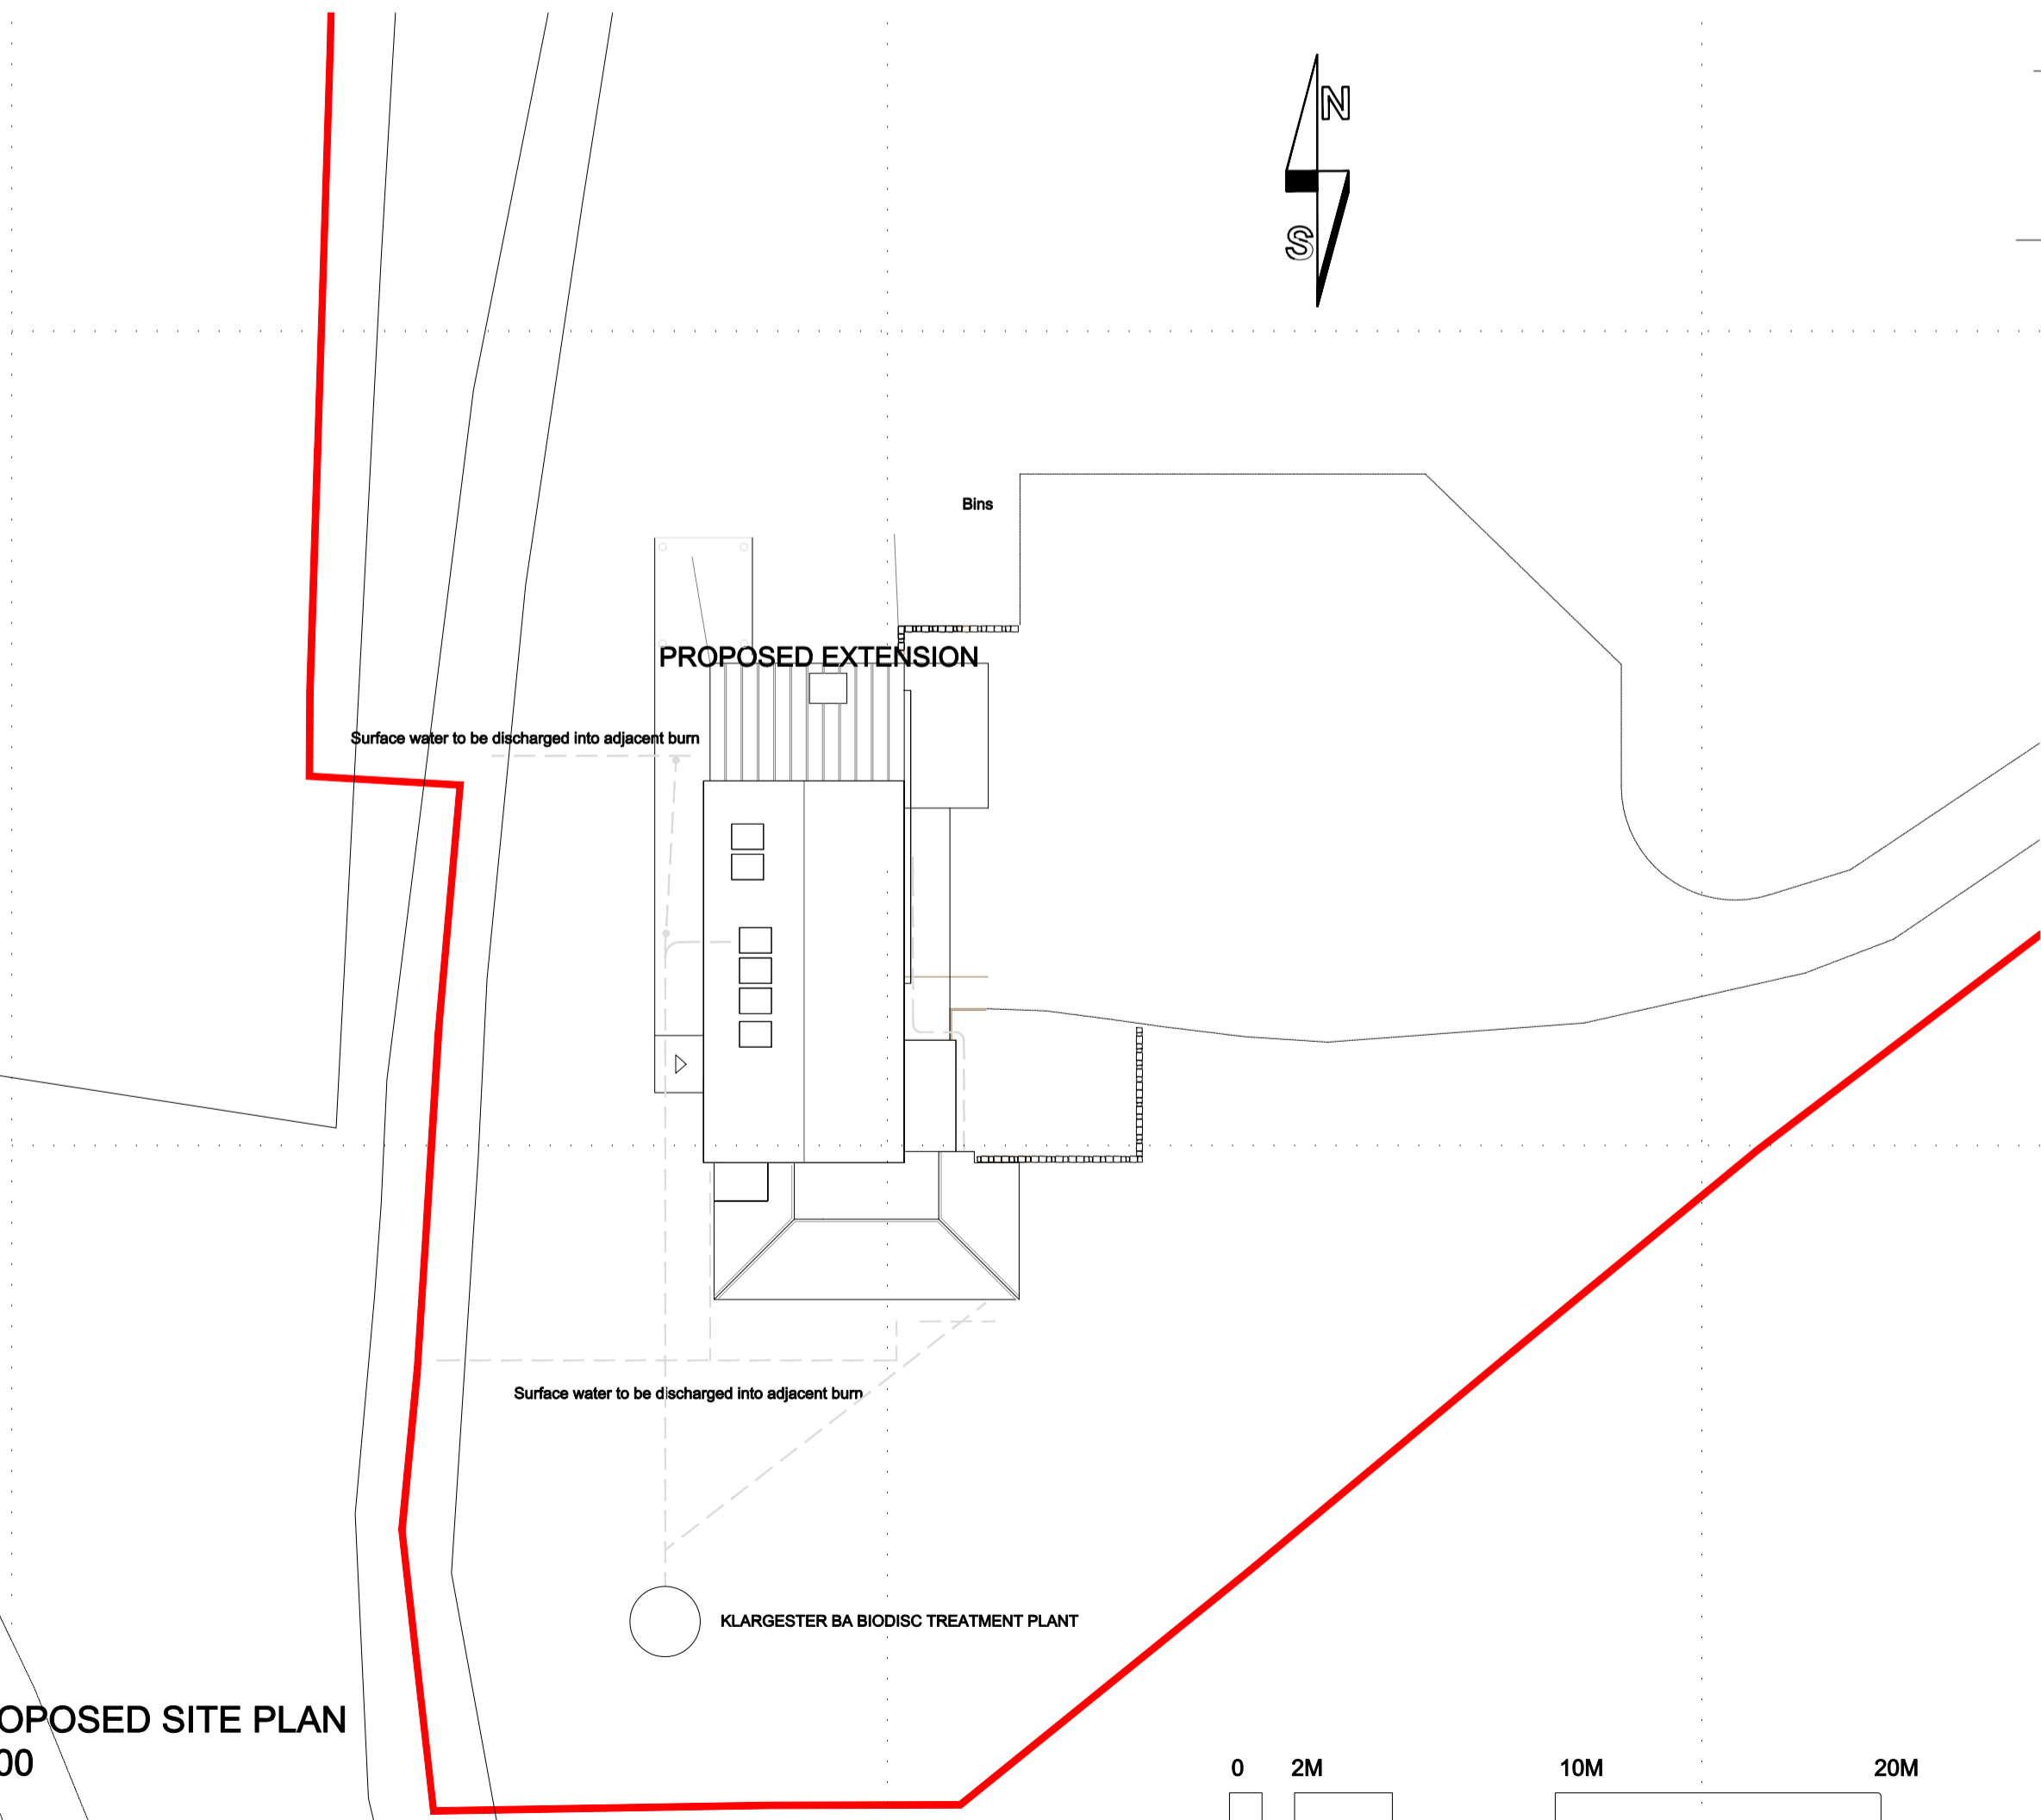 N
S
Bins
PROPOSED EXTENSION
Surface water to be discharged into adjacent burn
Surface water to be discharged into adjacent burn
KLARGESTER BA BIODISC TREATMENT PLANT
OPOSED SITE PLAN
00
0 2M 10M 20M